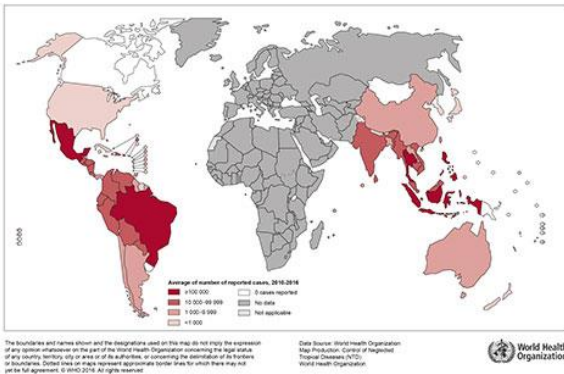 Average of number of reported cases, 2010-2016
≥100 000
10 000–99 999
1 000–9 999
<1 000
0 cases reported
No data
Not applicable
The boundaries and names shown and the designations used on this map do not imply the expression
of any opinion whatsoever on the part of the World Health Organization concerning the legal status
of any country, territory, city or area or of its authorities, or concerning the delimitation of its frontiers
or boundaries. Dotted lines on maps represent approximate border lines for which there may not
yet be full agreement. © WHO 2016. All rights reserved
Data Source: World Health Organization
Map Production: Control of Neglected
Tropical Diseases (NTD)
World Health Organization
World Health
Organization